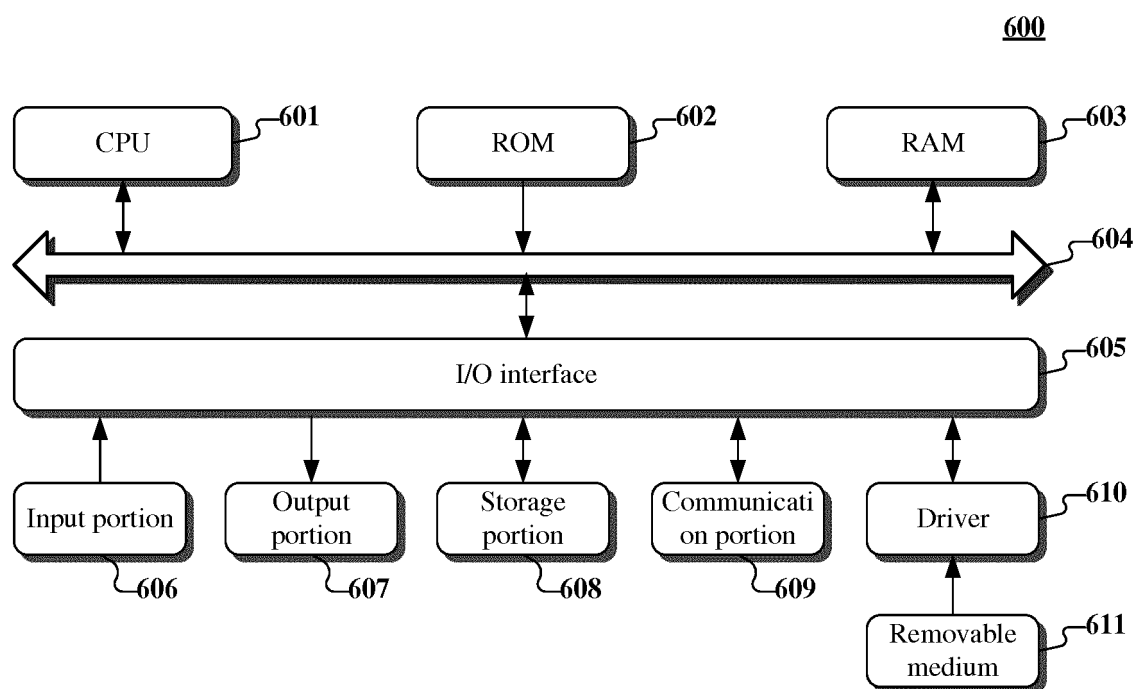 600
CPU
601
ROM
602
RAM
603
604
I/O interface
605
Input portion
606
Output
portion
607
Storage
portion
608
Communicati
on portion
609
Driver
610
Removable
medium
611